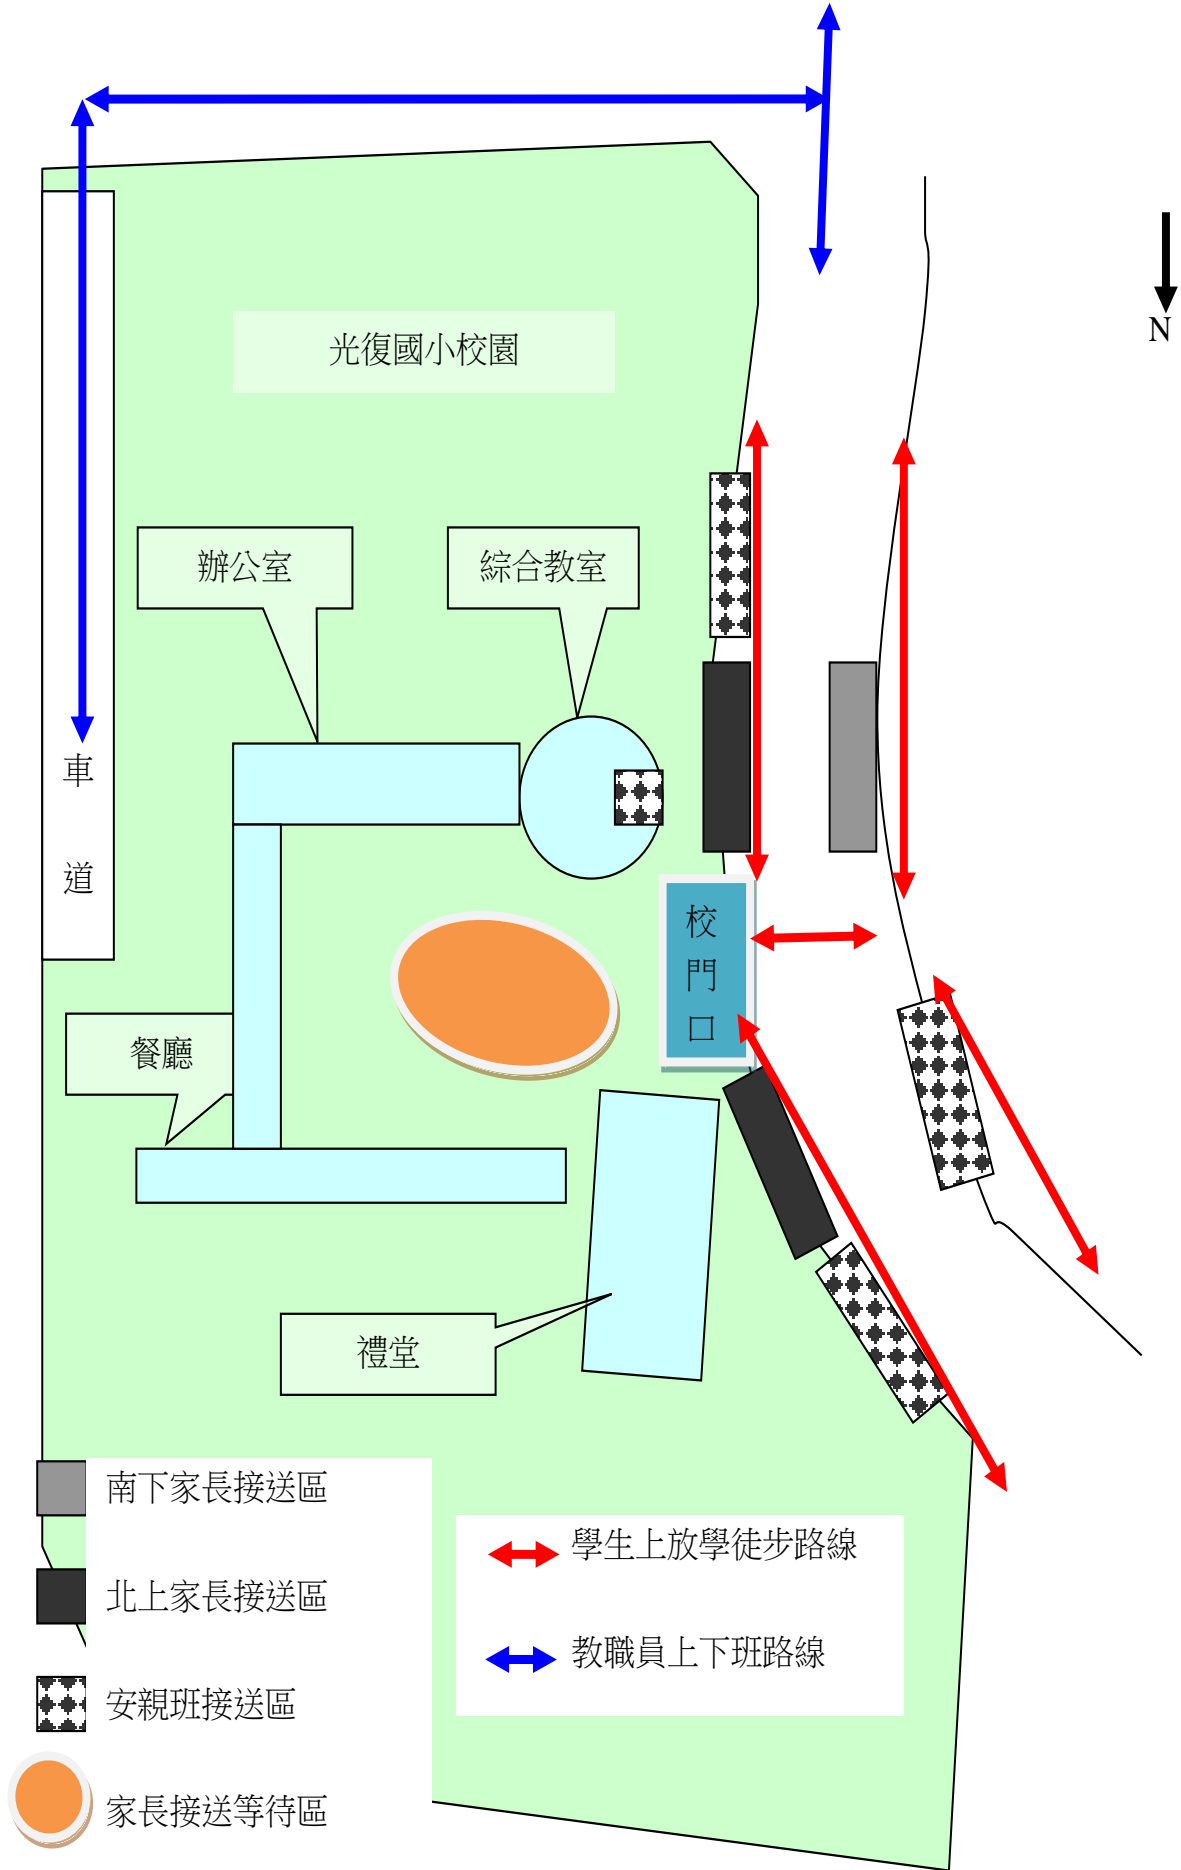 N
光復國小校園
辦公室
綜合教室
車
道
校
門
口
餐廳
禮堂
南下家長接送區
北上家長接送區
安親班接送區
家長接送等待區
學生上放學徒步路線
教職員上下班路線